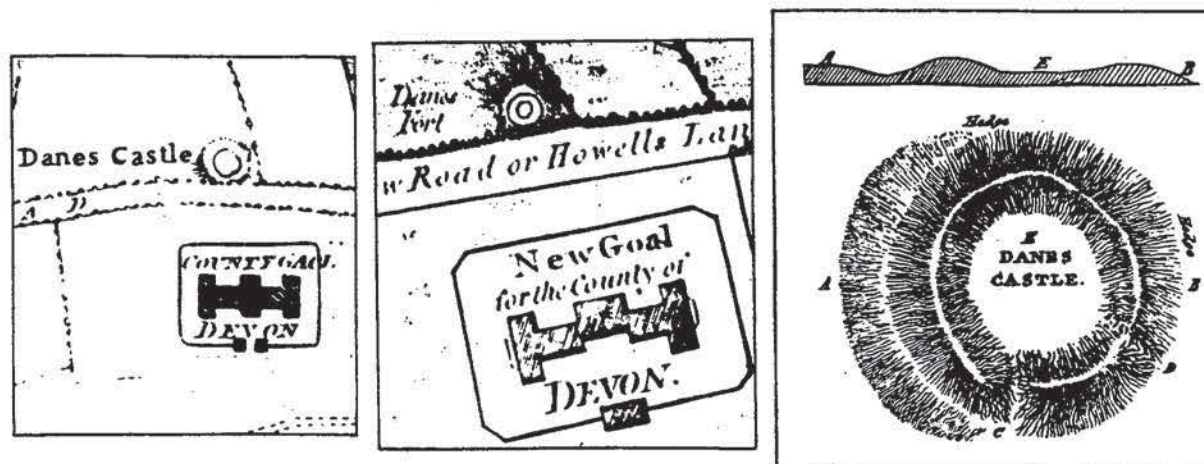 Danes Castle
COUNTY GAOL
DEVON
Danes
Fort
w Road or Howells Lan
New Goal
for the County of
DEVON.
A E B
Hedge
Hedge
E
DANES
CASTLE.
A
B
D
C